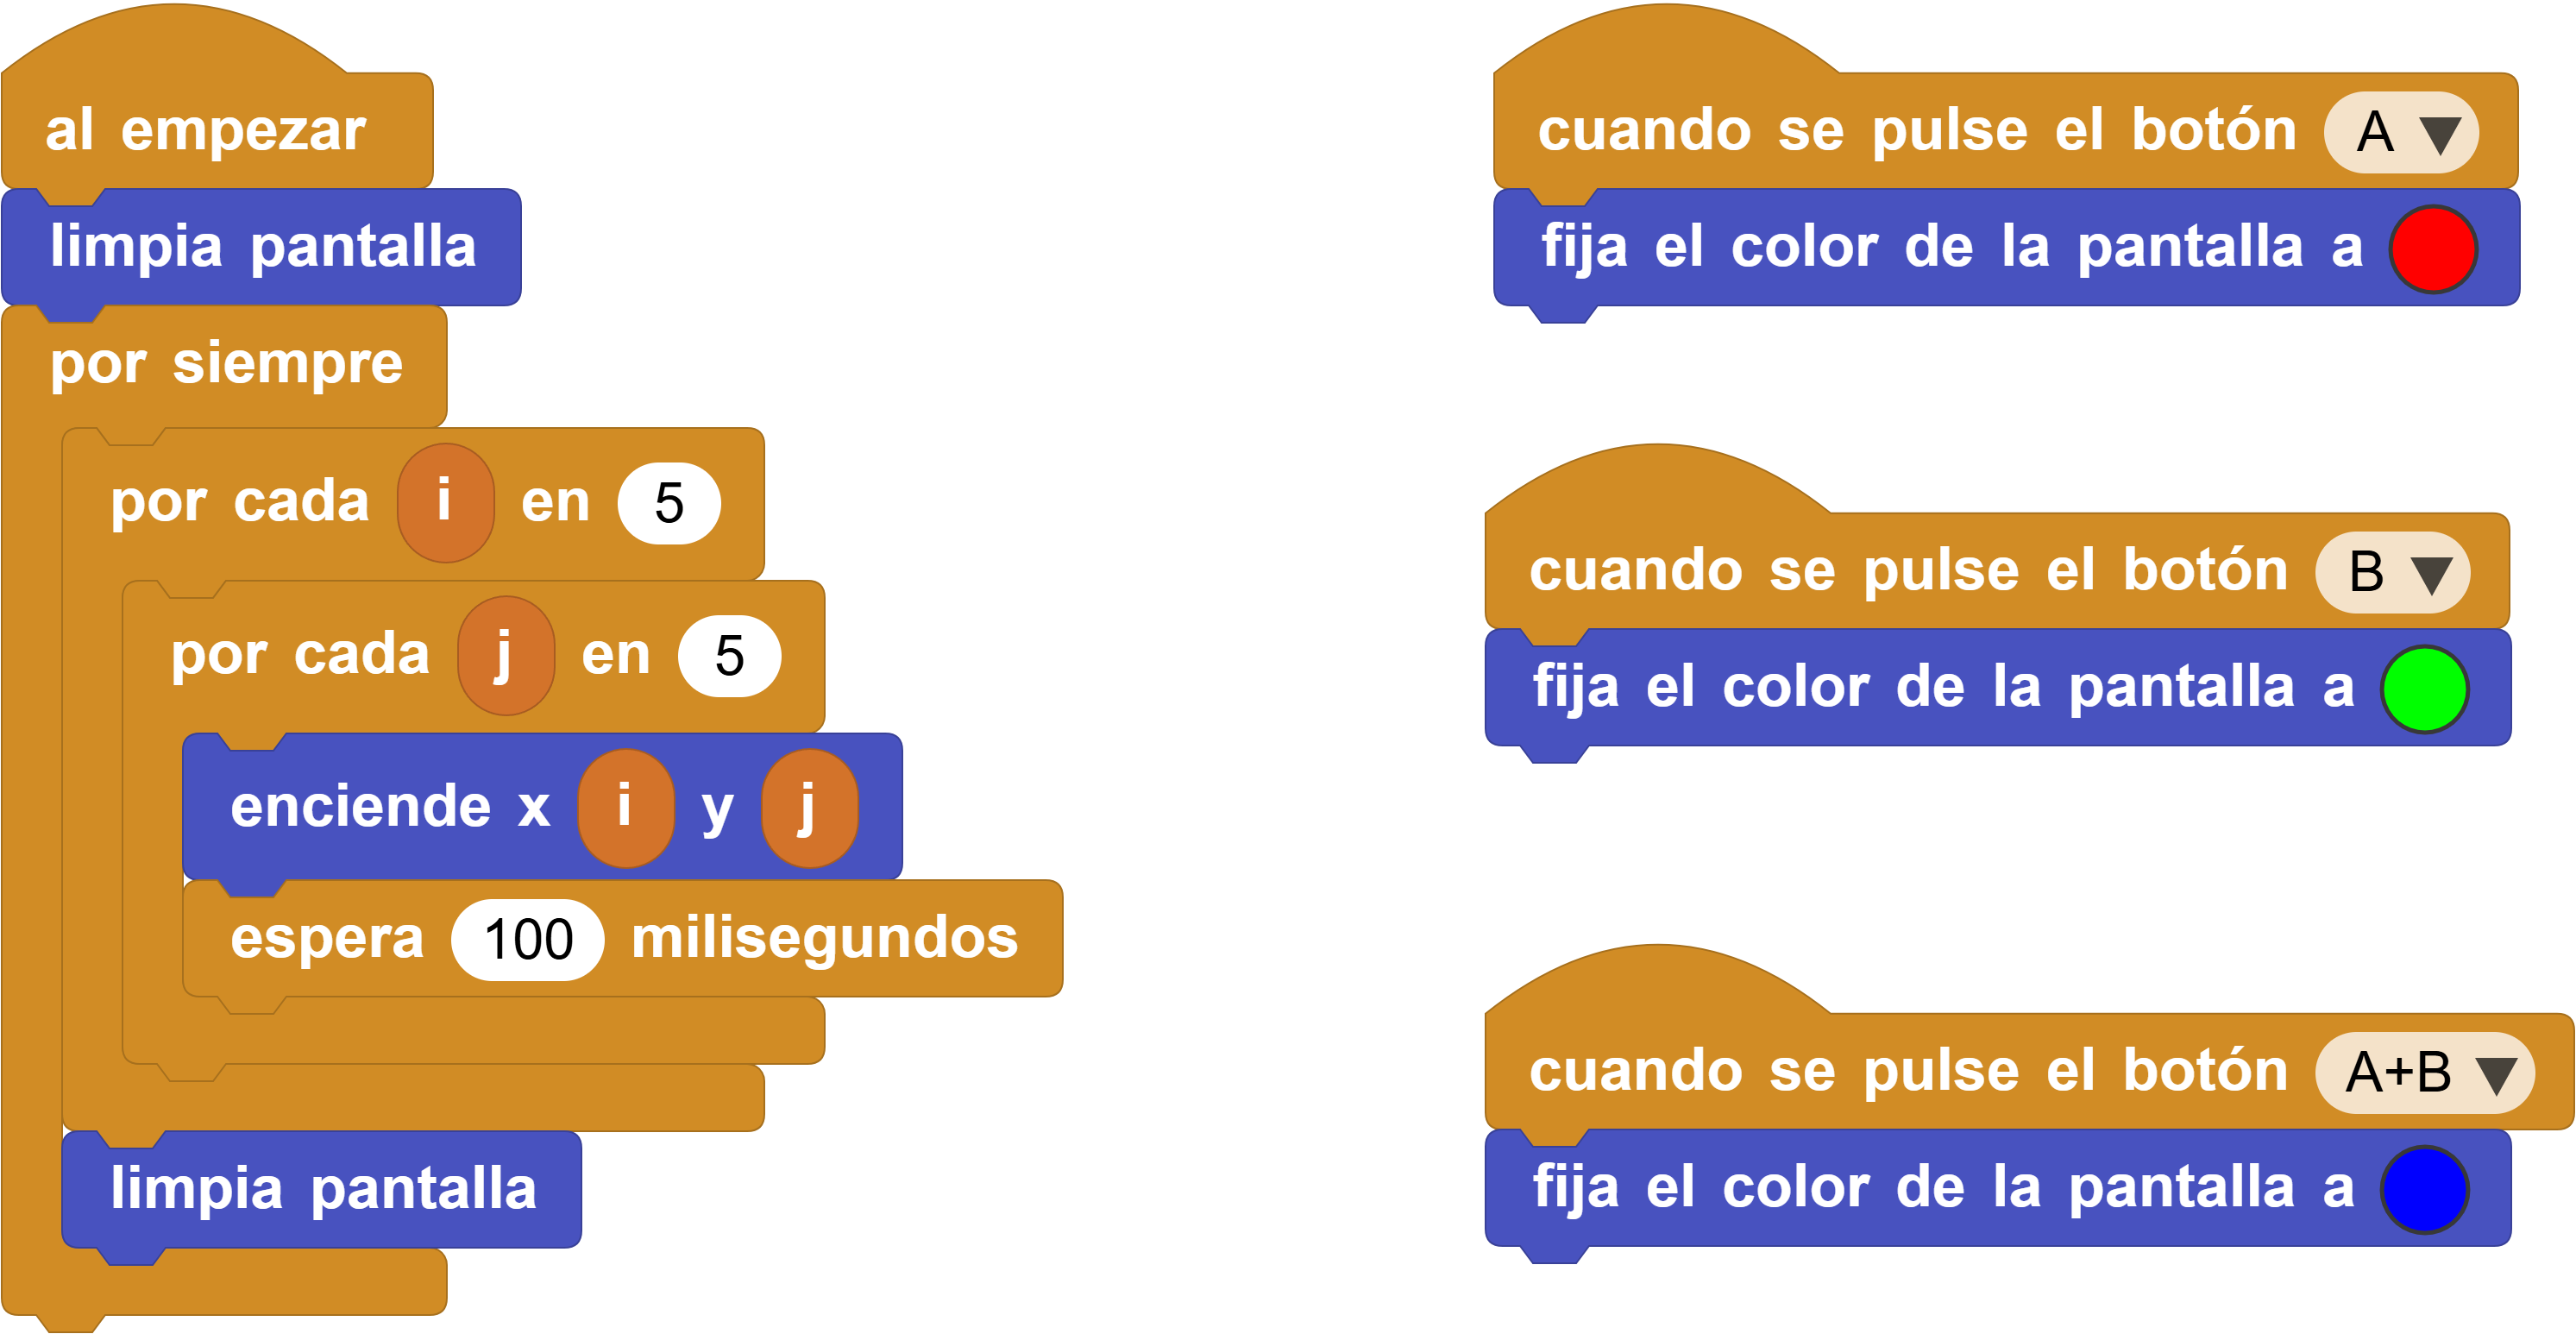 al empezar
limpia pantalla
por siempre
por cada i en 5
por cada j en 5
enciende x i y j
espera 100 milisegundos
limpia pantalla
cuando se pulse el botón A
fija el color de la pantalla a
cuando se pulse el botón B
fija el color de la pantalla a
cuando se pulse el botón A+B
fija el color de la pantalla a